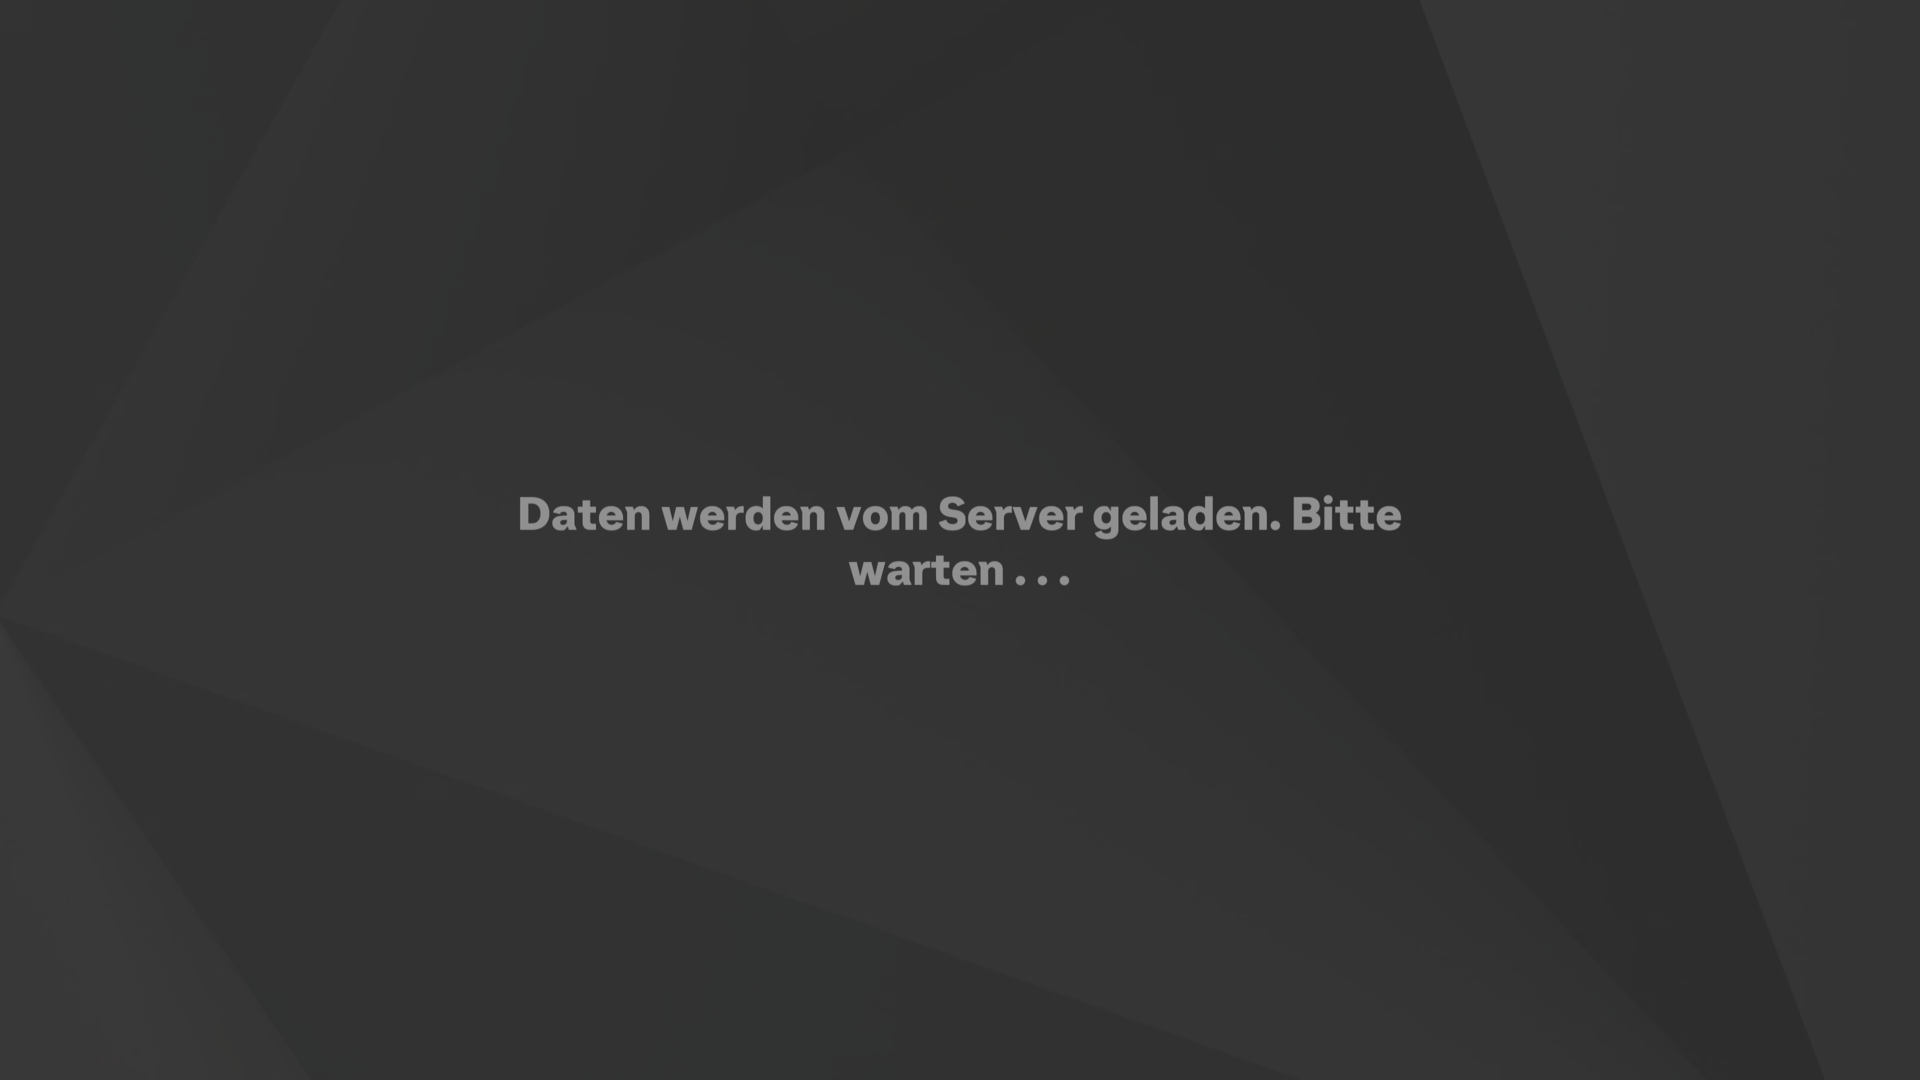 Daten werden vom Server geladen. Bitte
warten . . .